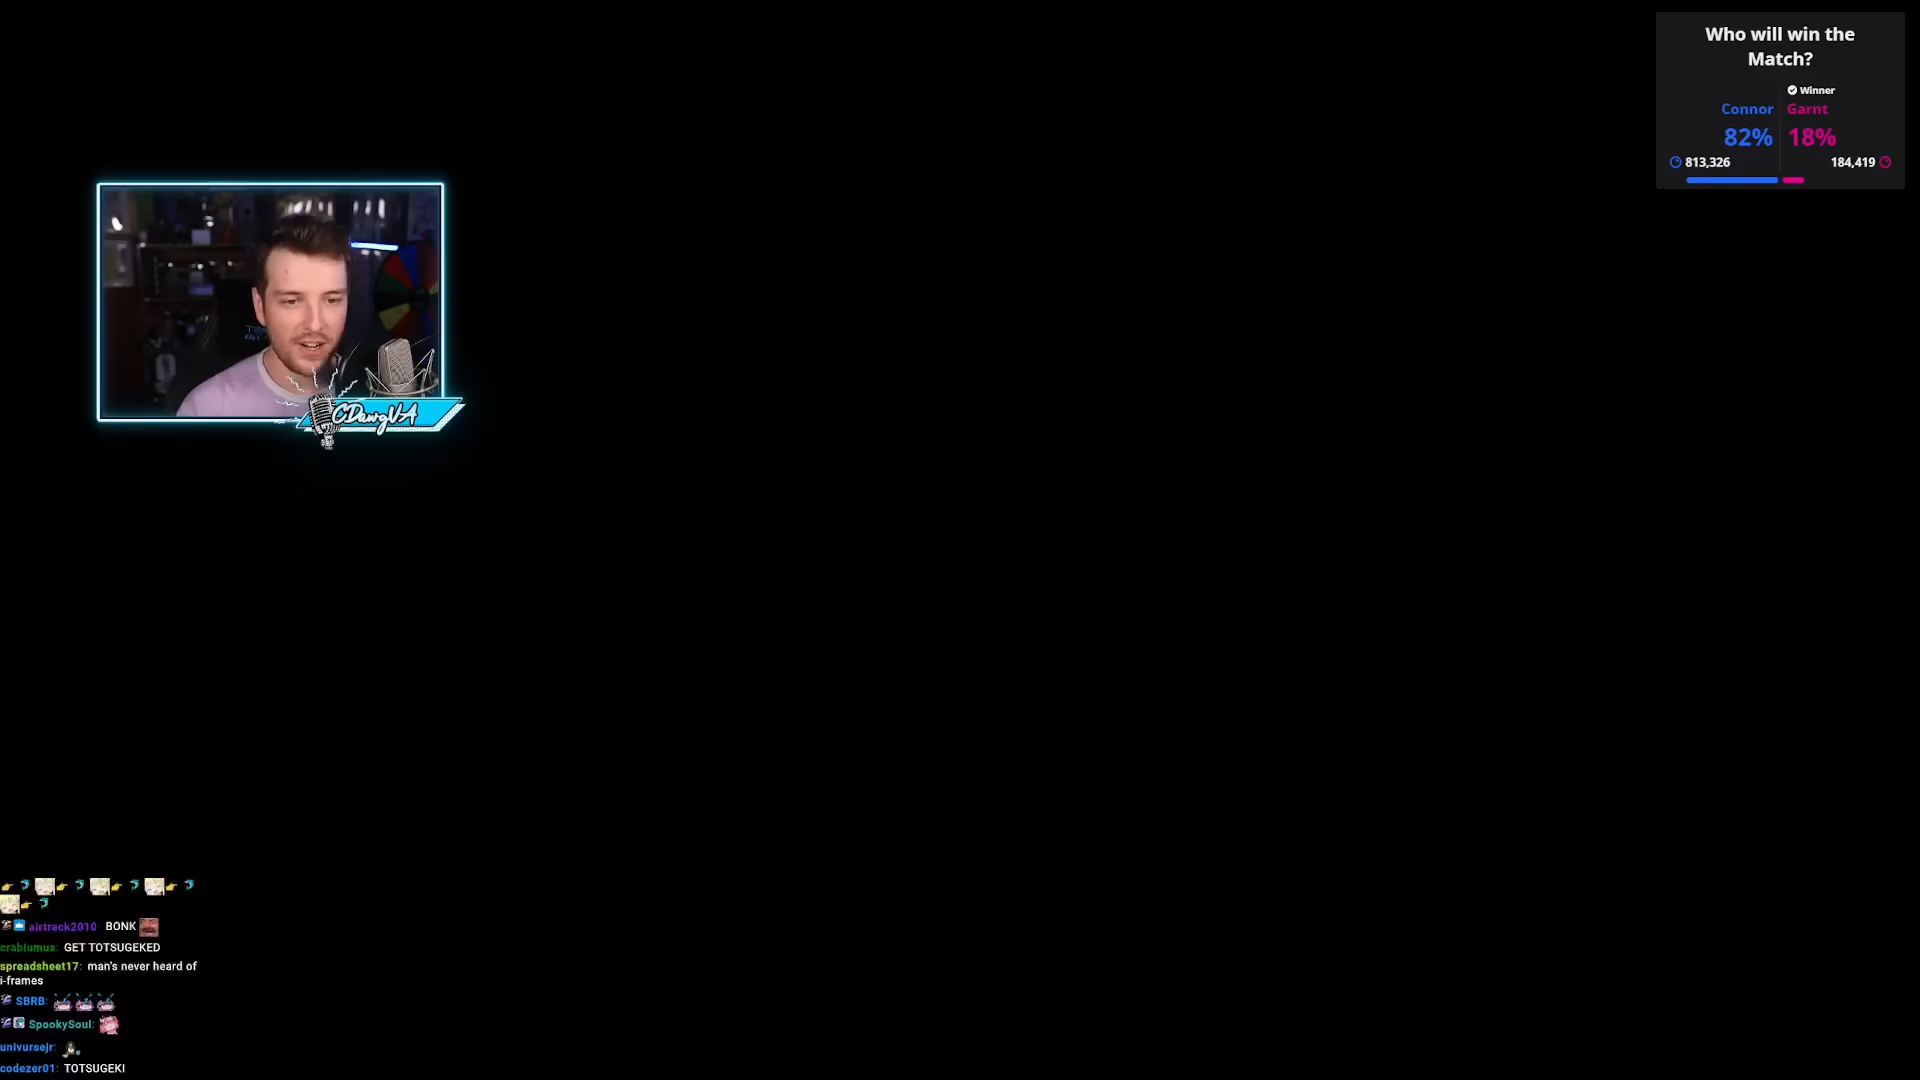 Who will win the
Match?
Winner
Connor Garnt
82% 18%
813,326 184,419
CDawgVA
airtrack2010 BONK
crablumus: GET TOTSUGEKED
spreadsheet17: man's never heard of
i-frames
SBRB:
SpookySoul:
univursejr:
codezer01: TOTSUGEKI